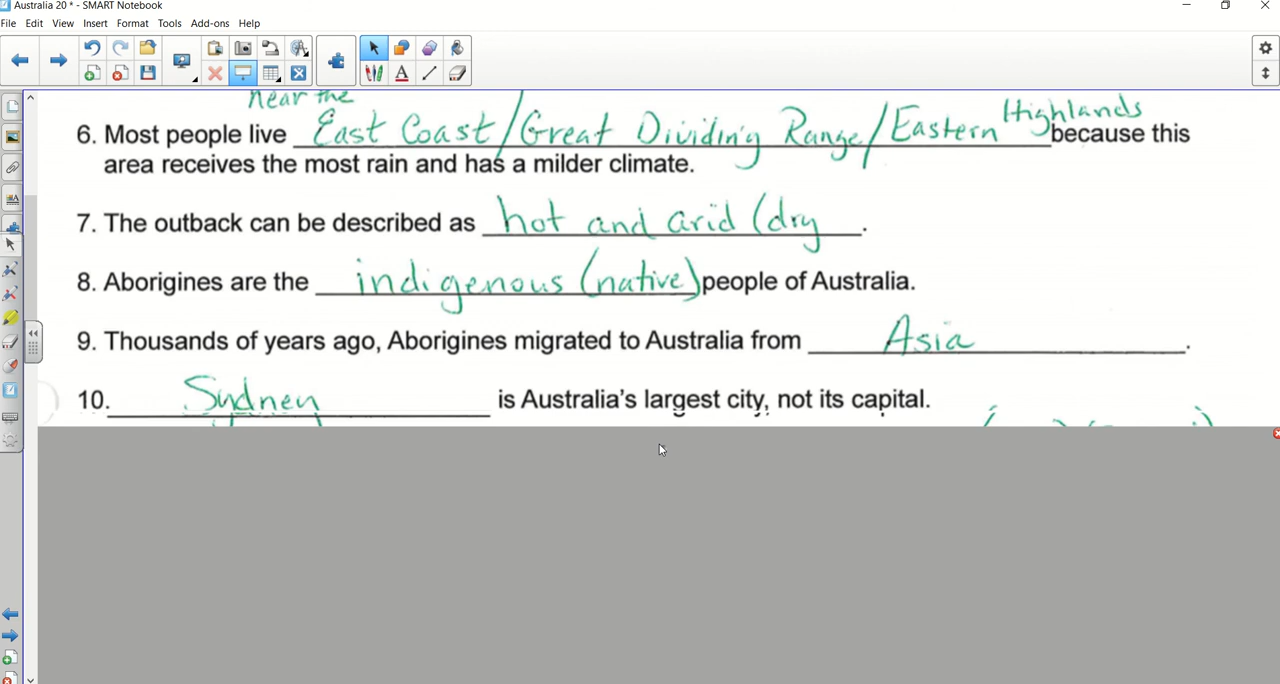 Australia 20 * - SMART Notebook
File Edit View Insert Format Tools Add-ons Help
near the
6. Most people live East Coast/Great Dividing Range/Eastern Highlands because this
area receives the most rain and has a milder climate.
7. The outback can be described as hot and arid (dry.
8. Aborigines are the indigenous (native) people of Australia.
9. Thousands of years ago, Aborigines migrated to Australia from Asia.
10. Sydney is Australia's largest city, not its capital.